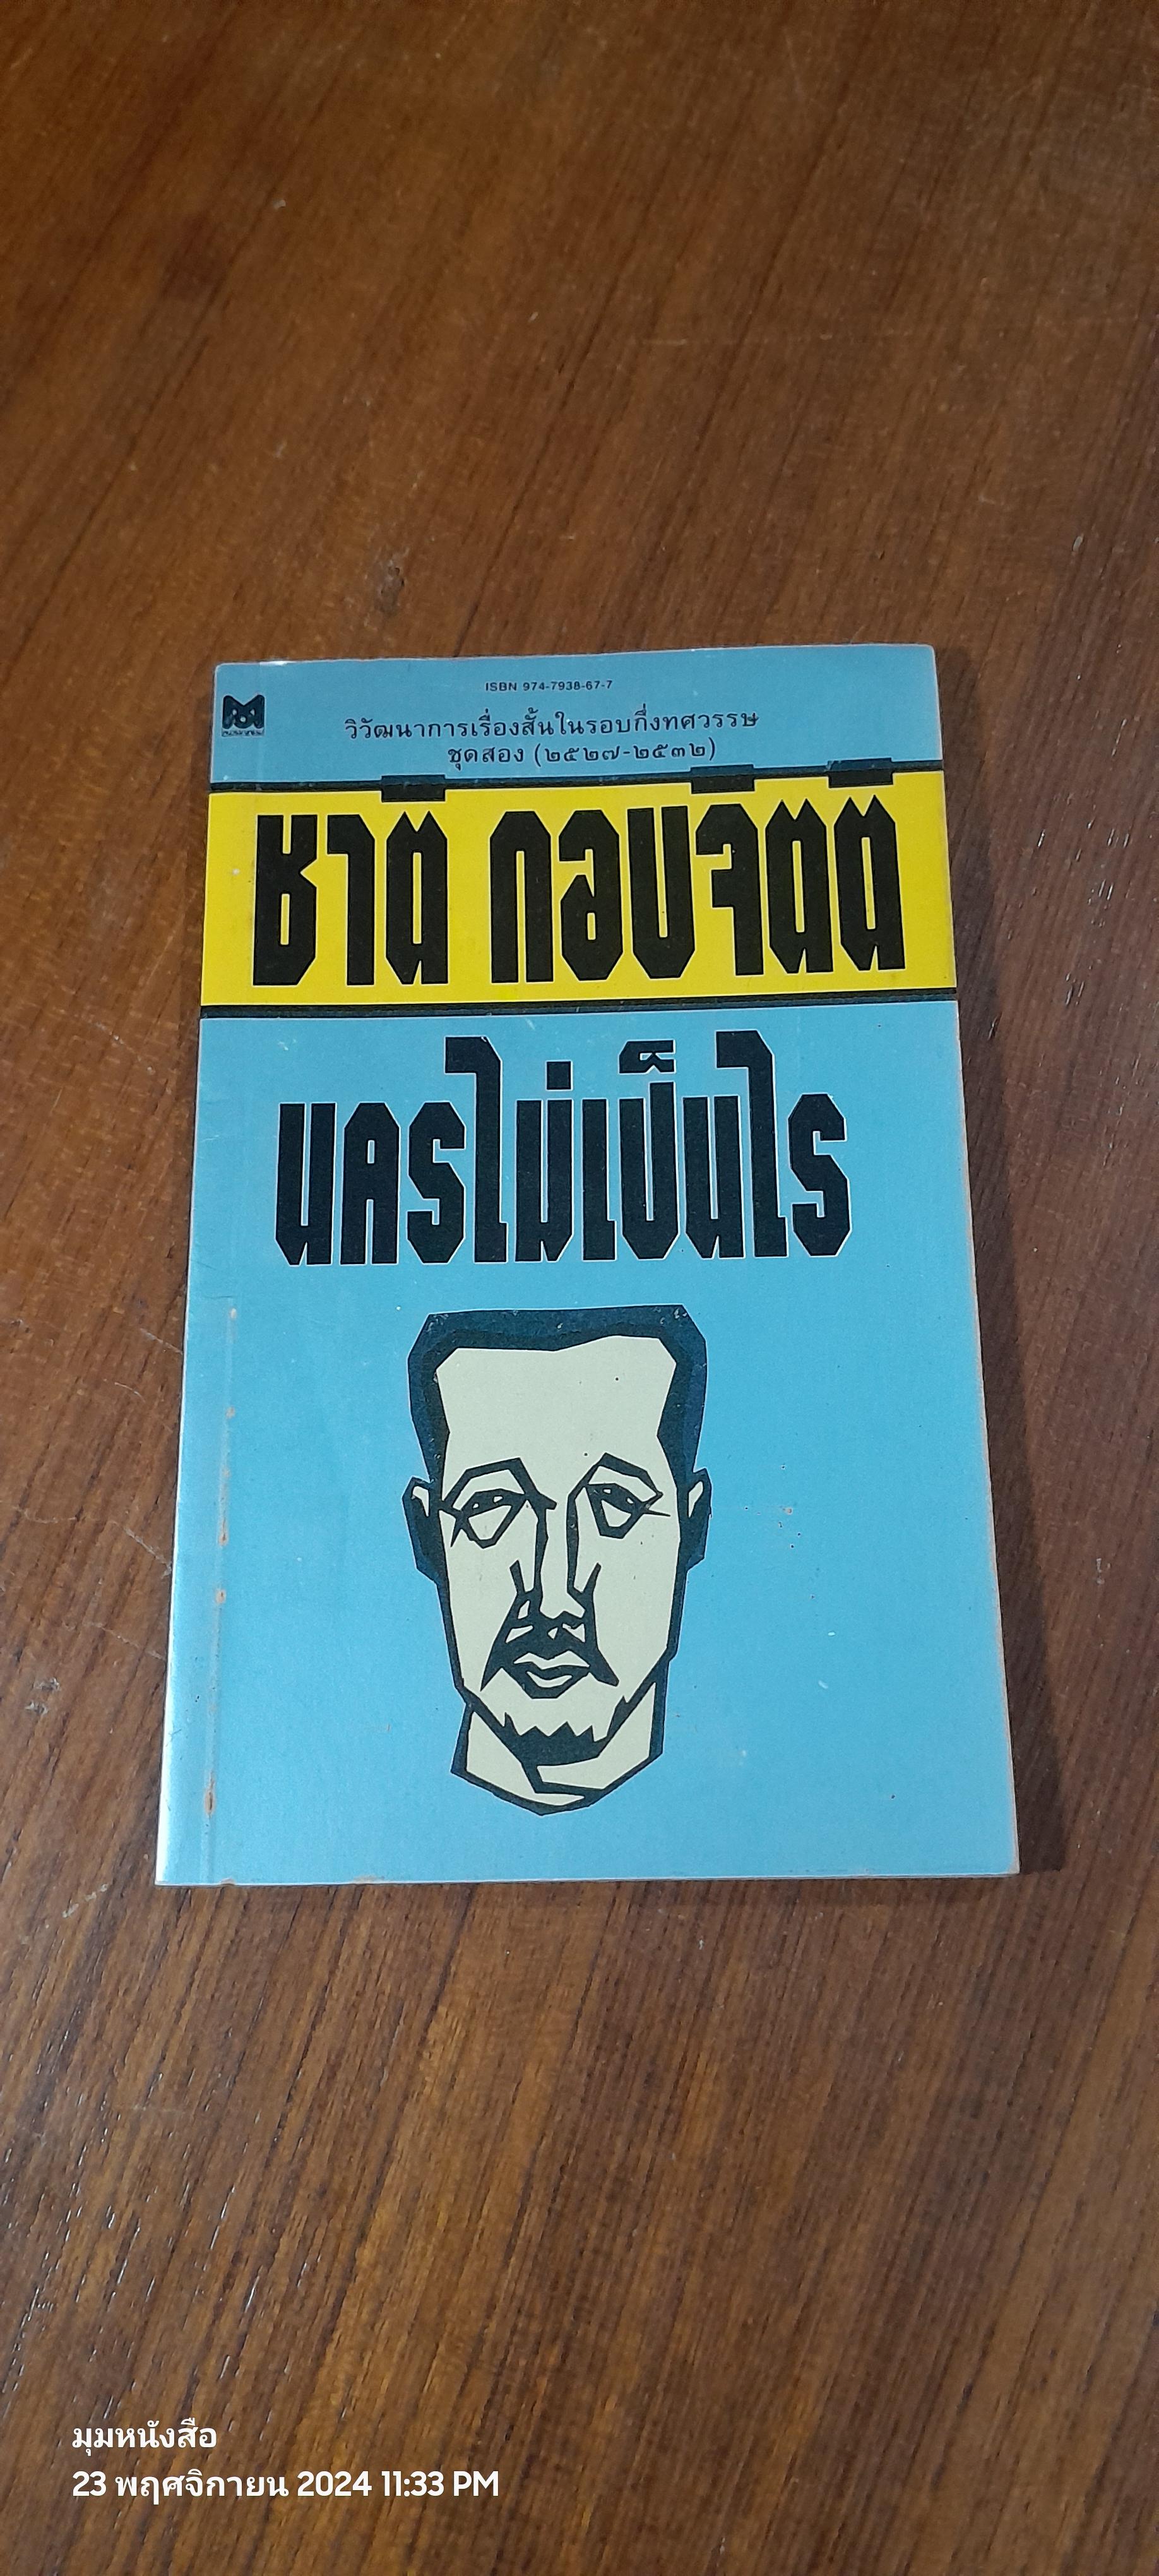 ISBN 974-7938-67-7
วิวัฒนาการเรื่องสั้นในรอบกึ่งทศวรรษ
ชุดสอง (๒๕๒๗-๒๕๓๒)
ชาติ กอบจิตติ
นครไม่เป็นไร
มุมหนังสือ
23 พฤศจิกายน 2024 11:33 PM